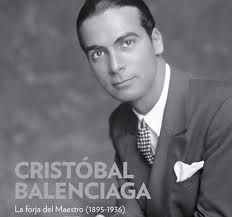 CRISTÓBAL
BALENCIAGA
La forja del Maestro (1895-1936)